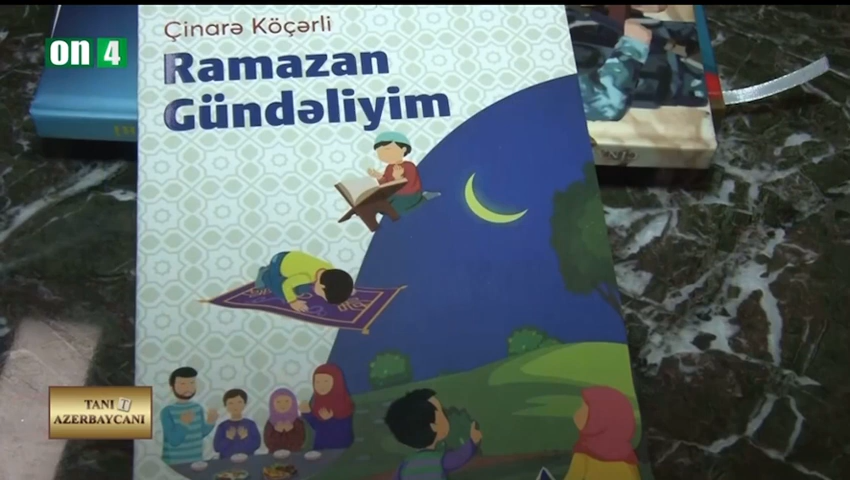 on 4
Çinarə Köçərli
Ramazan
Gündəliyim
TANI
AZERBAYCANI